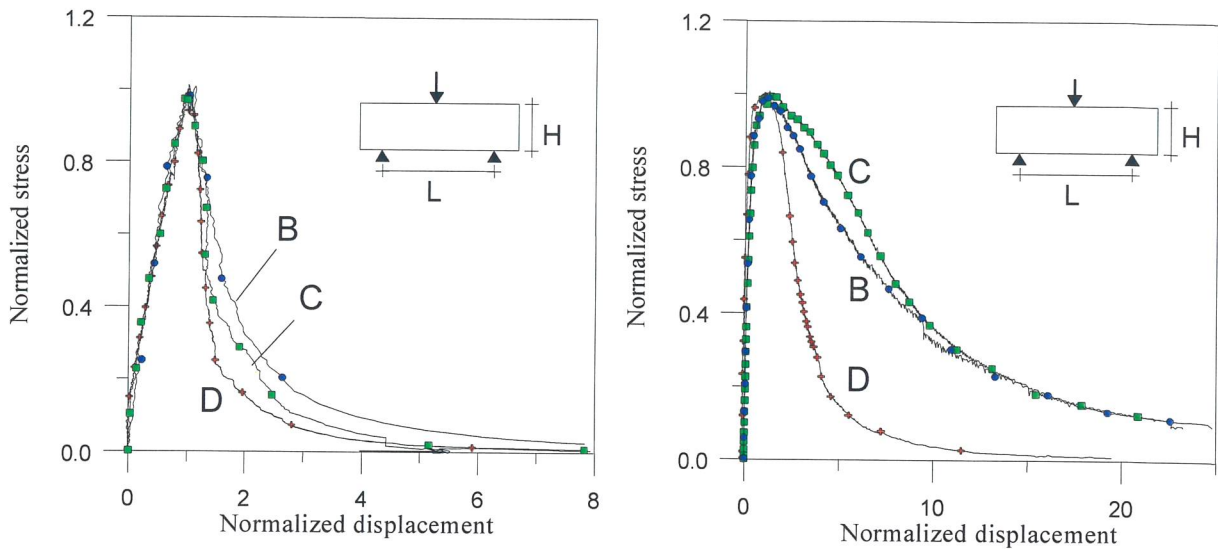 1.2
0.8
0.4
0.0
Normalized stress
H
L
B
C
D
0 2 4 6 8
Normalized displacement
1.2
0.8
0.4
0.0
Normalized stress
H
L
C
B
D
0 10 20
Normalized displacement